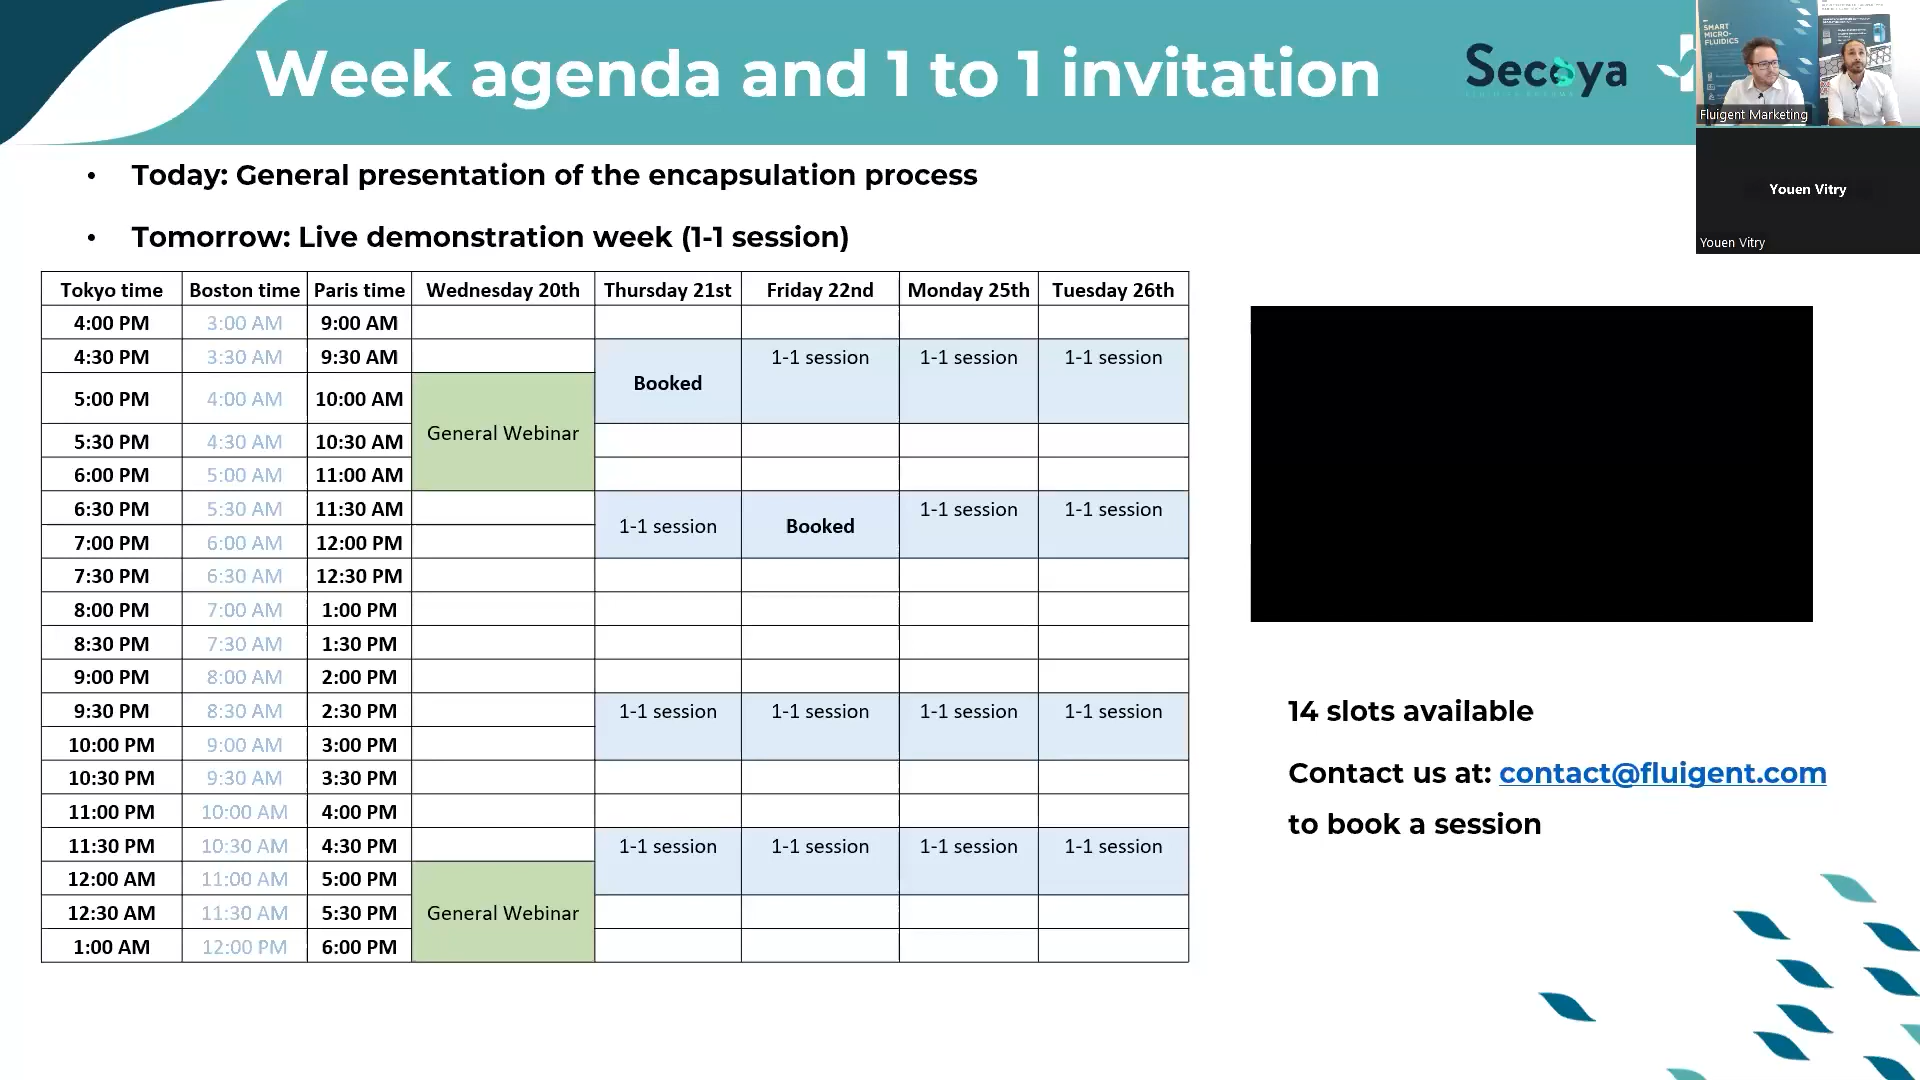 Week agenda and 1 to 1 invitation
Secoya
SMART
MICRO-
FLUIDICS
Fluigent Marketing
Youen Vitry
Youen Vitry
• Today: General presentation of the encapsulation process
• Tomorrow: Live demonstration week (1-1 session)
Tokyo time Boston time Paris time Wednesday 20th Thursday 21st Friday 22nd Monday 25th Tuesday 26th
4:00 PM 3:00 AM 9:00 AM
4:30 PM 3:30 AM 9:30 AM 1-1 session 1-1 session 1-1 session
Booked
5:00 PM 4:00 AM 10:00 AM
General Webinar
5:30 PM 4:30 AM 10:30 AM
6:00 PM 5:00 AM 11:00 AM
6:30 PM 5:30 AM 11:30 AM 1-1 session 1-1 session
1-1 session Booked
7:00 PM 6:00 AM 12:00 PM
7:30 PM 6:30 AM 12:30 PM
8:00 PM 7:00 AM 1:00 PM
8:30 PM 7:30 AM 1:30 PM
9:00 PM 8:00 AM 2:00 PM
9:30 PM 8:30 AM 2:30 PM 1-1 session 1-1 session 1-1 session 1-1 session
10:00 PM 9:00 AM 3:00 PM
10:30 PM 9:30 AM 3:30 PM
11:00 PM 10:00 AM 4:00 PM
11:30 PM 10:30 AM 4:30 PM 1-1 session 1-1 session 1-1 session 1-1 session
12:00 AM 11:00 AM 5:00 PM
12:30 AM 11:30 AM 5:30 PM General Webinar
1:00 AM 12:00 PM 6:00 PM
14 slots available
Contact us at: contact@fluigent.com
to book a session